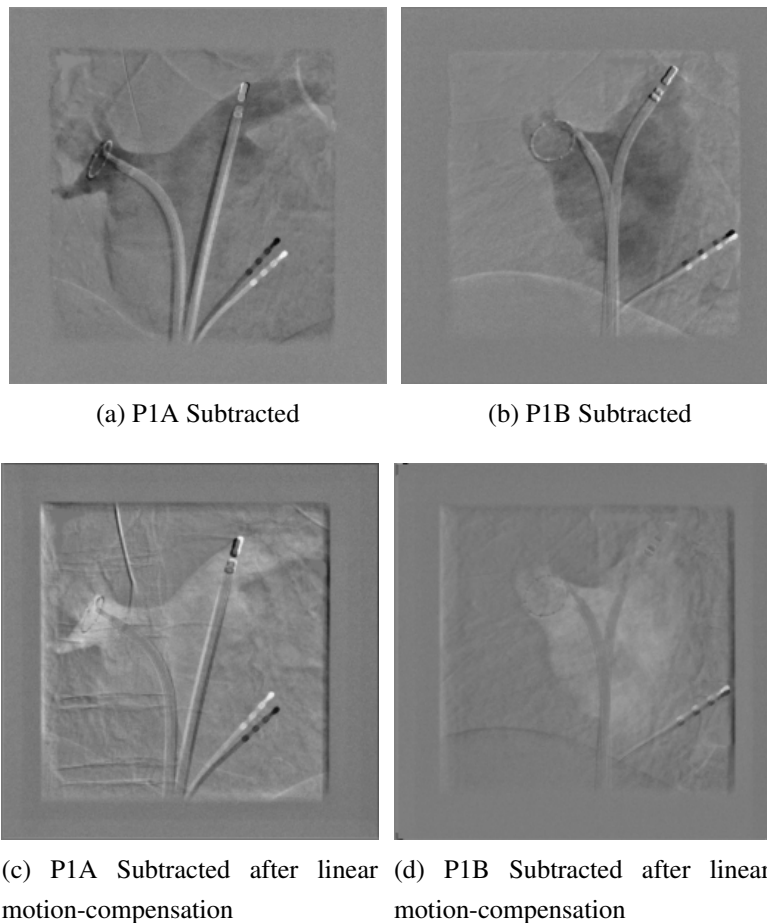 (a) P1A Subtracted
(b) P1B Subtracted
(c) P1A Subtracted after linear
motion-compensation
(d) P1B Subtracted after linear
motion-compensation